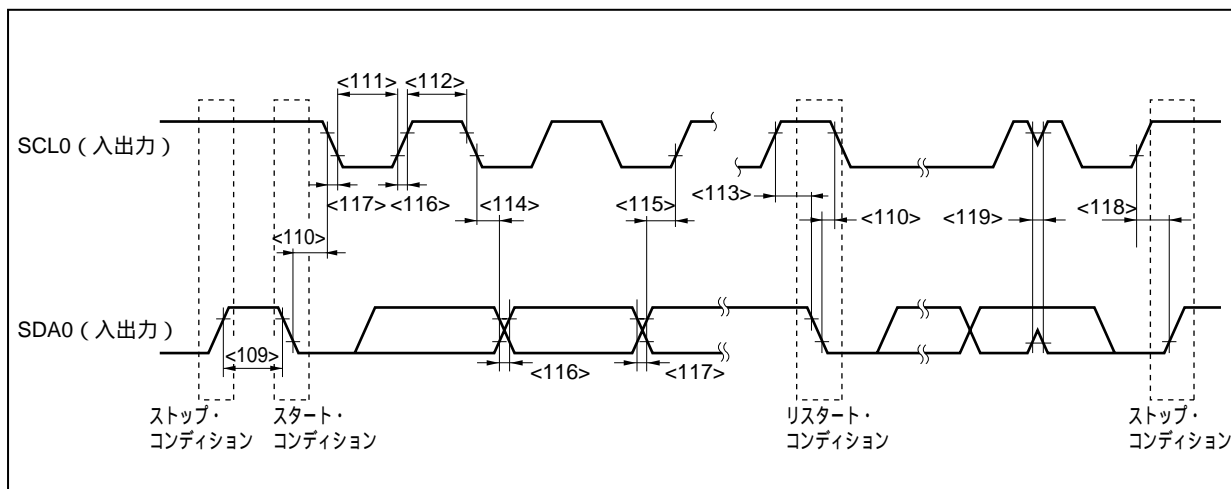 <111> <112>
SCL0（入出力）
<117> <116> <114> <115> <113> <110> <119> <118>
<110>
SDA0（入出力）
<109>
<116> <117>
ストップ・
コンディション
スタート・
コンディション
リスタート・
コンディション
ストップ・
コンディション